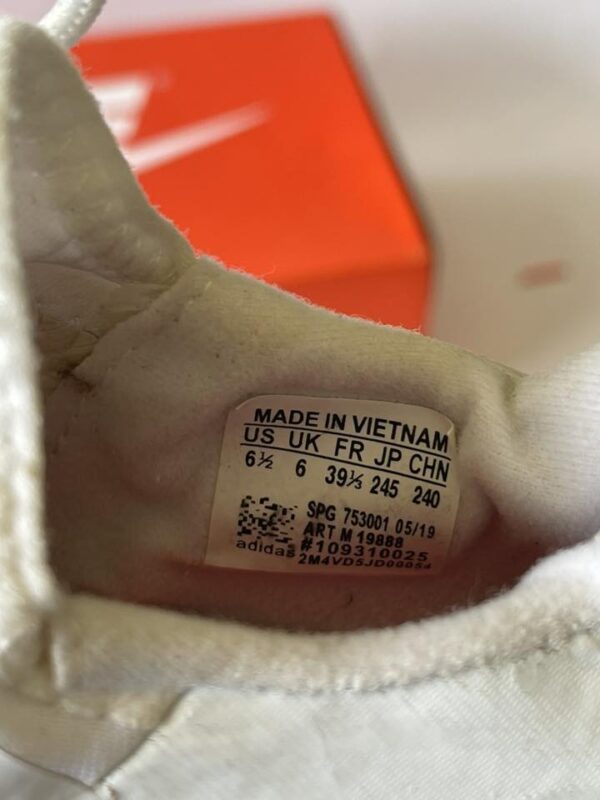 MADE IN VIETNAM
US UK FR JP CHN
6½ 6 39⅓ 245 240
SPG 753001 05/19
ART M 19888
#109310025
adidas
2M4VD5JD00054